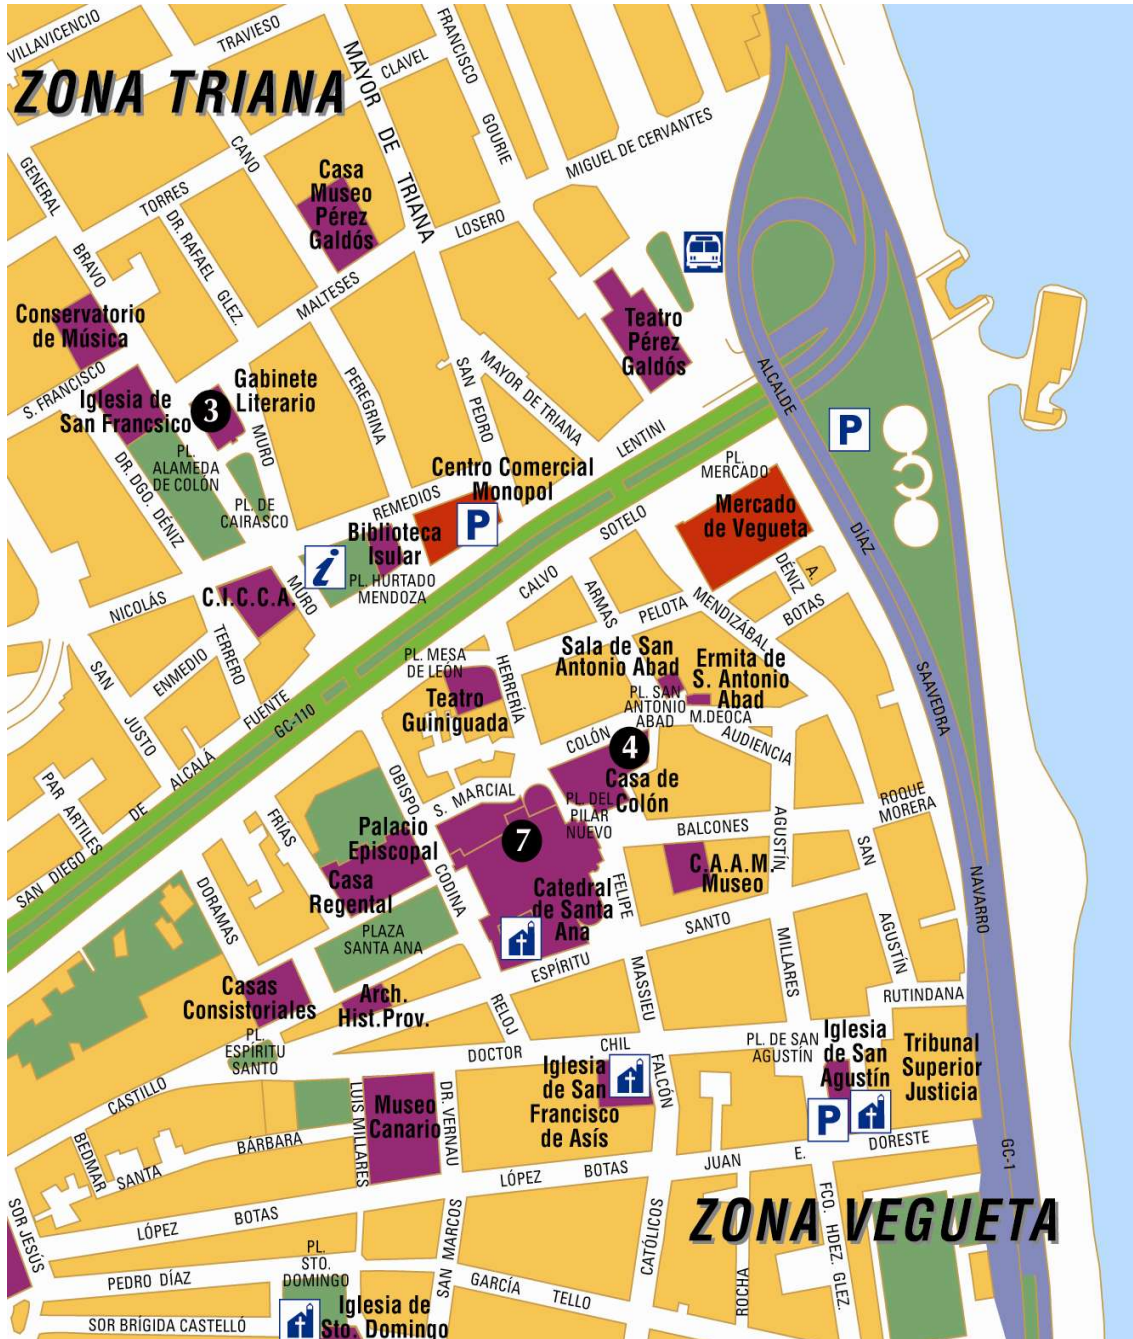 VILLAVICENCIO
TRAVIESO
MAYOR DE TRIANA
CLAVEL
FRANCISCO GOURIE
ZONA TRIANA
MIGUEL DE CERVANTES
GENERAL BRAVO
CANO
TORRES
DR. RAFAEL GLEZ.
Casa
Museo
Pérez
Galdós
LOSERO
MALTESES
Conservatorio
de Música
Teatro
Pérez
Galdós
S. FRANCISCO
Iglesia de
San Francsico
3
Gabinete
Literario
MURO
PEREGRINA
SAN PEDRO
MAYOR DE TRIANA
ALCALDE
DÍAZ
SAAVEDRA
NAVARRO
LENTINI
P
PL.
ALAMEDA
DE COLÓN
DR. DGO. DÉNIZ
PL. DE
CAIRASCO
REMEDIOS
Centro Comercial
Monopol
P
PL.
MERCADO
Mercado
de Vegueta
SOTELO
CALVO
Biblioteca
Isular
i
PL. HURTADO
MENDOZA
C.I.C.C.A.
MURO
NICOLÁS
TERRERO
ENMEDIO
SAN
JUSTO
FUENTE
ALCALÁ
DE
GC-110
PAR ARTILES
SAN DIEGO
ARMAS
PELOTA
MENDIZÁBAL
DÉNIZ
A.
BOTAS
PL. MESA
DE LEÓN
HERRERÍA
Teatro
Guiniguada
Sala de San
Antonio Abad
Ermita de
S. Antonio
Abad
PL. SAN
ANTONIO
ABAD
M.DEOCA
AUDIENCIA
COLÓN
4
Casa de
Colón
PL. DEL
PILAR
NUEVO
OBISPO
CODINA
S. MARCIAL
7
FRÍAS
Palacio
Episcopal
Casa
Regental
BALCONES
AGUSTÍN
ROQUE
MORERA
SAN
AGUSTÍN
C.A.A.M.
Museo
Catedral
de Santa
Ana
FELIPE
MASSIEU
FALCÓN
SANTO
ESPÍRITU
MILLARES
DORAMAS
PLAZA
SANTA ANA
Casas
Consistoriales
Arch.
Hist.Prov.
RELOJ
RUTINDANA
PL.
ESPÍRITU
SANTO
DOCTOR
CHIL
PL. DE SAN
AGUSTÍN
Iglesia
de San
Agustín
Tribunal
Superior
Justicia
P
Iglesia
de San
Francisco
de Asís
CASTILLO
Museo
Canario
LUIS MILLARES
DR. VERNAU
BEDMAR
SANTA
BÁRBARA
LÓPEZ
BOTAS
JUAN
E.
DORESTE
GC-1
SOR JESÚS
LÓPEZ
BOTAS
SAN MARCOS
CATÓLICOS
ROCHA
FCO. HDEZ. GLEZ.
ZONA VEGUETA
PL.
STO.
DOMINGO
PEDRO DÍAZ
GARCÍA
TELLO
SOR BRÍGIDA CASTELLÓ
Iglesia de
Sto. Domingo